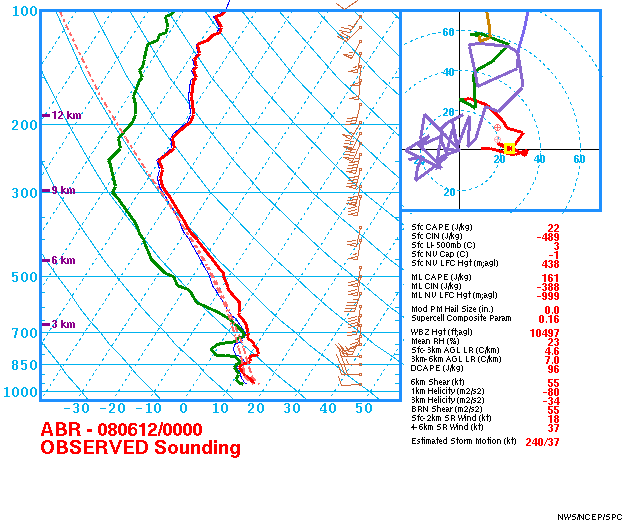 100
12 km
200
9 km
300
6 km
500
3 km
700
850
1000
-30 -20 -10 0 10 20 30 40 50
ABR - 080612/0000
OBSERVED Sounding
60
40
20
20 40 60
20
Sfc CAPE (J/kg) 22
Sfc CIN (J/kg) -489
Sfc LI-500mb (C) 3
Sfc NV Cap (C) -1
Sfc NV LFC Hgt (m;agl) 438
ML CAPE (J/kg) 161
ML CIN (J/kg) -388
ML NV LFC Hgt (m;agl) -999
Mod PM Hail Size (in.) 0.0
Supercell Composite Param 0.16
WBZ Hgt (ft;agl) 10497
Mean RH (%) 23
Sfc-3km AGL LR (C/km) 4.6
3km-6km AGL LR (C/km) 7.0
DCAPE (J/kg) 96
6km Shear (kt) 55
1km Helicity (m2/s2) -80
3km Helicity (m2/s2) -34
BRN Shear (m2/s2) 55
Sfc-2km SR Wind (kt) 18
4-6km SR Wind (kt) 37
Estimated Storm Motion (kt) 240/37
NWS/NCEP/SPC